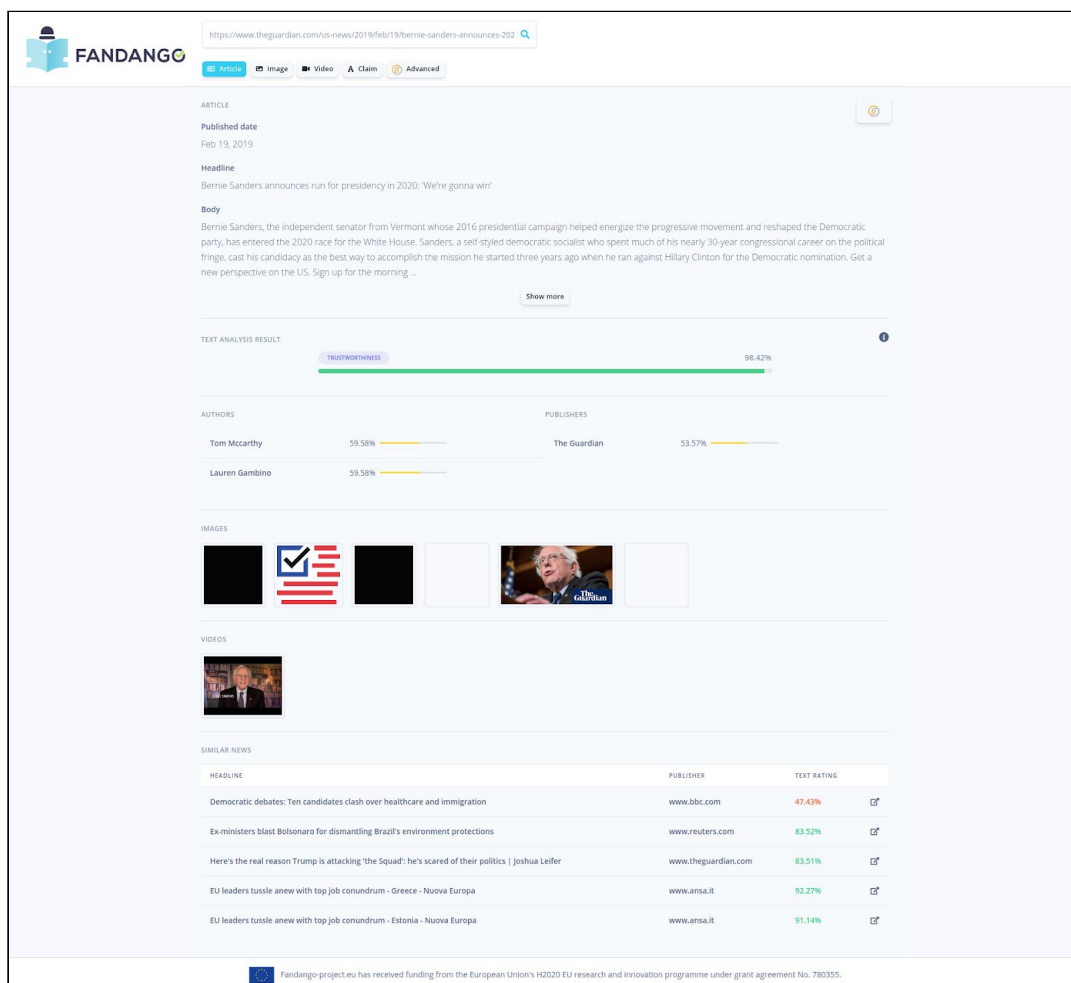 FANDANGO
https://www.theguardian.com/us-news/2019/feb/19/bernie-sanders-announces-202
Article Image Video A Claim Advanced
ARTICLE
Published date
Feb 19, 2019
Headline
Bernie Sanders announces run for presidency in 2020: 'We're gonna win'
Body
Bernie Sanders, the independent senator from Vermont whose 2016 presidential campaign helped energize the progressive movement and reshaped the Democratic
party, has entered the 2020 race for the White House. Sanders, a self-styled democratic socialist who spent much of his nearly 30-year congressional career on the political
fringe, cast his candidacy as the best way to accomplish the mission he started three years ago when he ran against Hillary Clinton for the Democratic nomination. Get a
new perspective on the US. Sign up for the morning ...
Show more
TEXT ANALYSIS RESULT
TRUSTWORTHINESS 98.42%
AUTHORS PUBLISHERS
Tom Mccarthy 59.58% The Guardian 53.57%
Lauren Gambino 59.58%
IMAGES
The
Guardian
VIDEOS
SIMILAR NEWS
HEADLINE PUBLISHER TEXT RATING
Democratic debates: Ten candidates clash over healthcare and immigration www.bbc.com 47.43%
Ex-ministers blast Bolsonaro for dismantling Brazil's environment protections www.reuters.com 83.52%
Here's the real reason Trump is attacking 'the Squad': he's scared of their politics | Joshua Leifer www.theguardian.com 83.51%
EU leaders tussle anew with top job conundrum - Greece - Nuova Europa www.ansa.it 92.27%
EU leaders tussle anew with top job conundrum - Estonia - Nuova Europa www.ansa.it 91.14%
Fandango-project.eu has received funding from the European Union's H2020 EU research and innovation programme under grant agreement No. 780355.